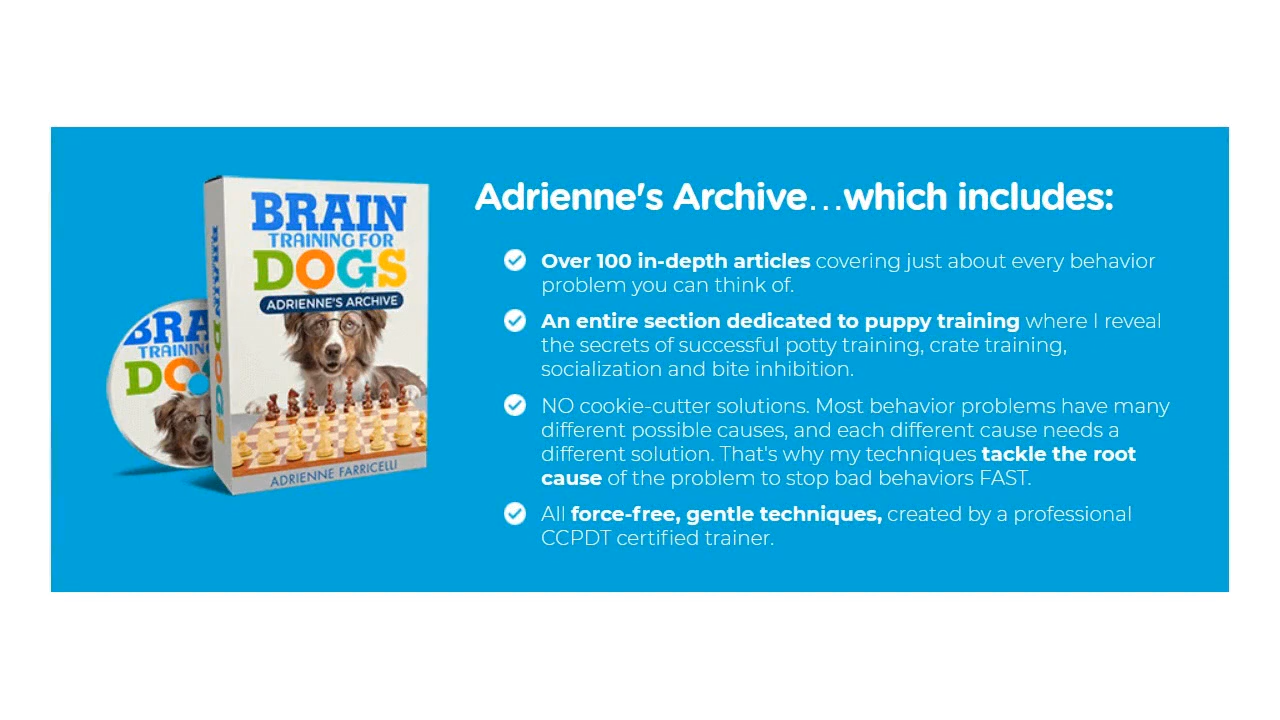 BRAIN
TRAINING FOR
DOGS
ADRIENNE'S ARCHIVE
ADRIENNE FARRICELLI
BRA
TRAINING
DO
Adrienne's Archive...which includes:
Over 100 in-depth articles covering just about every behavior
problem you can think of.
An entire section dedicated to puppy training where I reveal
the secrets of successful potty training, crate training,
socialization and bite inhibition.
NO cookie-cutter solutions. Most behavior problems have many
different possible causes, and each different cause needs a
different solution. That's why my techniques tackle the root
cause of the problem to stop bad behaviors FAST.
All force-free, gentle techniques, created by a professional
CCPDT certified trainer.